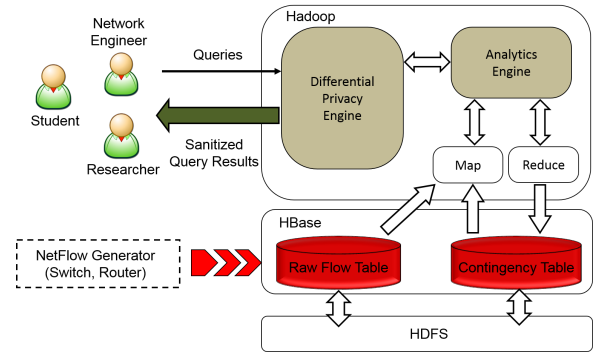 Hadoop
Network
Engineer
Queries
Differential
Privacy
Engine
Analytics
Engine
Student
Sanitized
Query Results
Researcher
Map
Reduce
HBase
NetFlow Generator
(Switch, Router)
Raw Flow Table
Contingency Table
HDFS